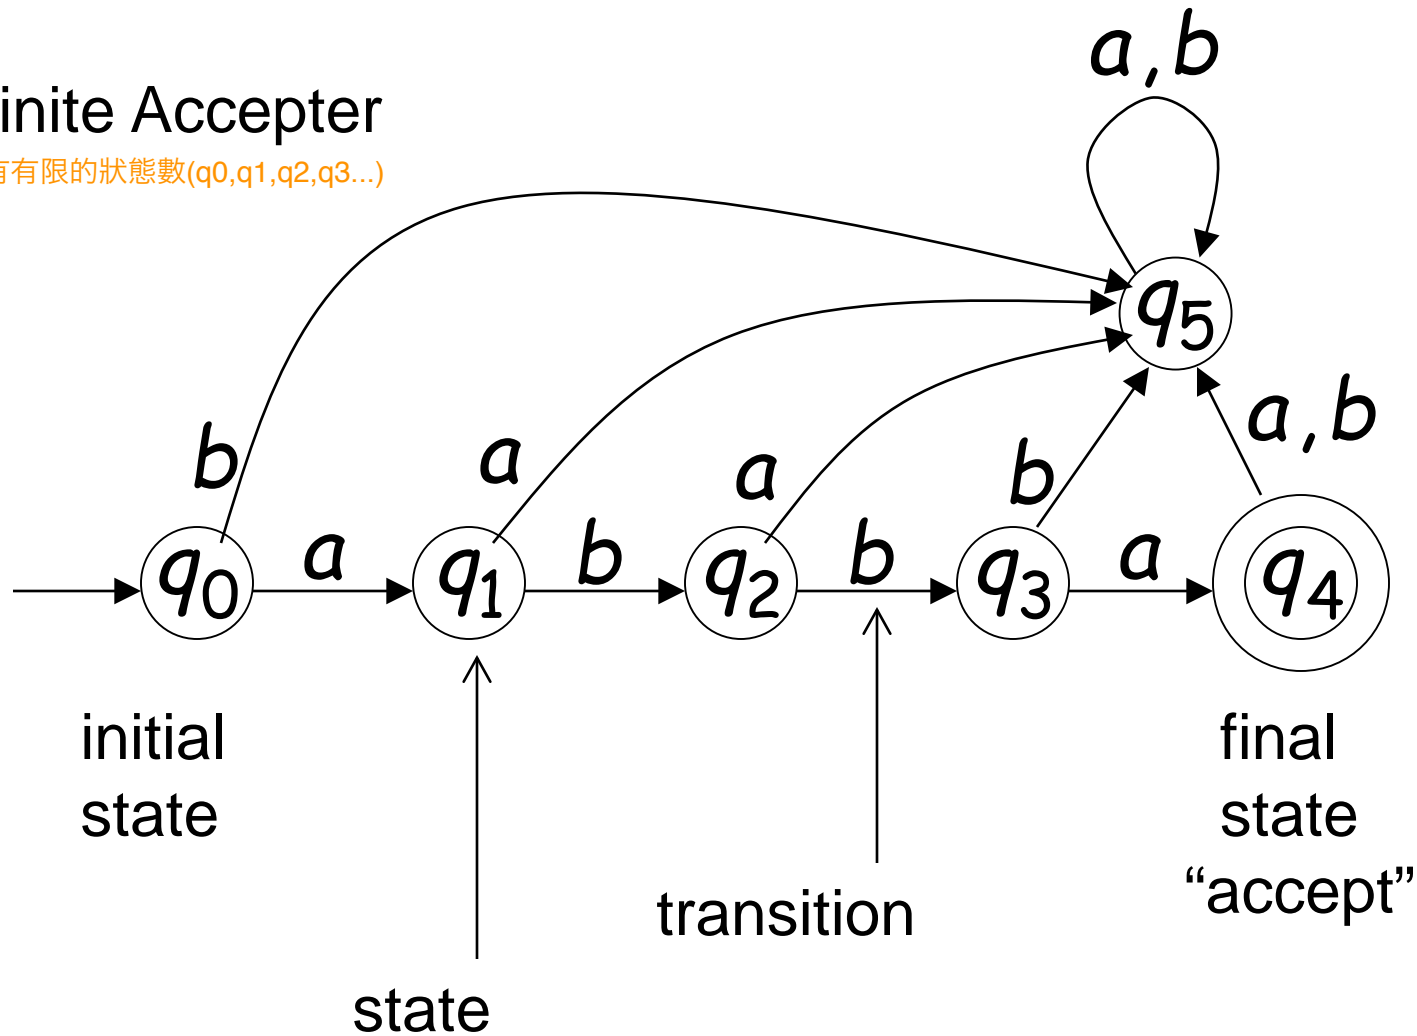 a,b
inite Accepter
有有限的狀態數(q0,q1,q2,q3...)
q5
a,b
b
a
a
b
q0
a
q1
b
q2
b
q3
a
q4
initial
state
final
state
“accept”
transition
state